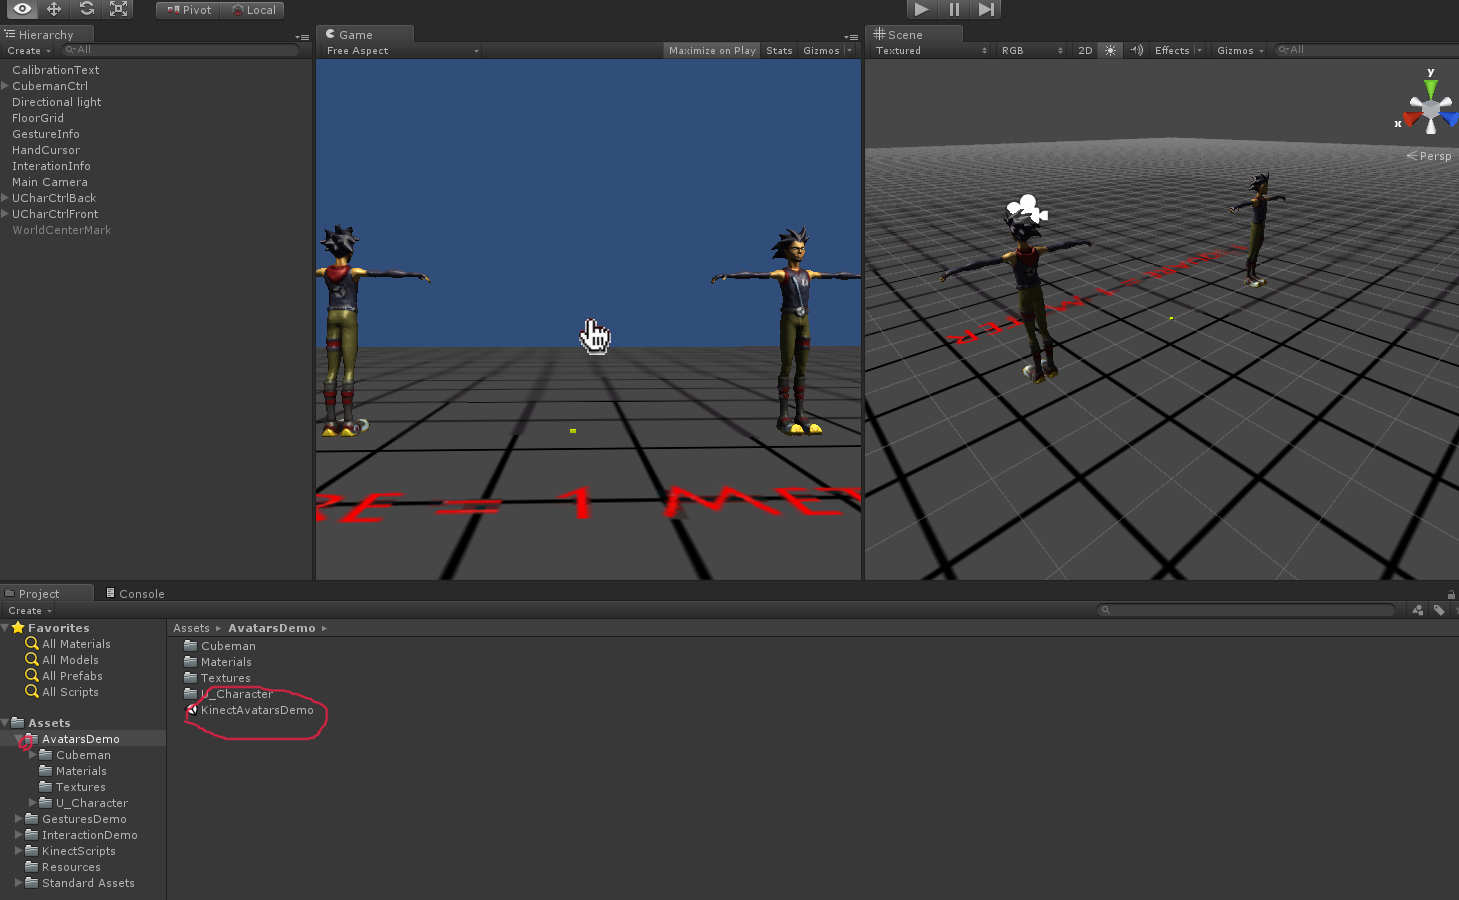 Pivot Local
Hierarchy
Create All
CalibrationText
CubemanCtrl
Directional light
FloorGrid
GestureInfo
HandCursor
InterationInfo
Main Camera
UCharCtrlBack
UCharCtrlFront
WorldCenterMark
Game
Free Aspect Maximize on Play Stats Gizmos
RE = 1 ME
Scene
Textured RGB 2D Effects Gizmos All
y
x
Persp
Project Console
Create
Favorites
All Materials
All Models
All Prefabs
All Scripts
Assets
AvatarsDemo
Cubeman
Materials
Textures
U_Character
GesturesDemo
InteractionDemo
KinectScripts
Resources
Standard Assets
Assets AvatarsDemo
Cubeman
Materials
Textures
U_Character
KinectAvatarsDemo